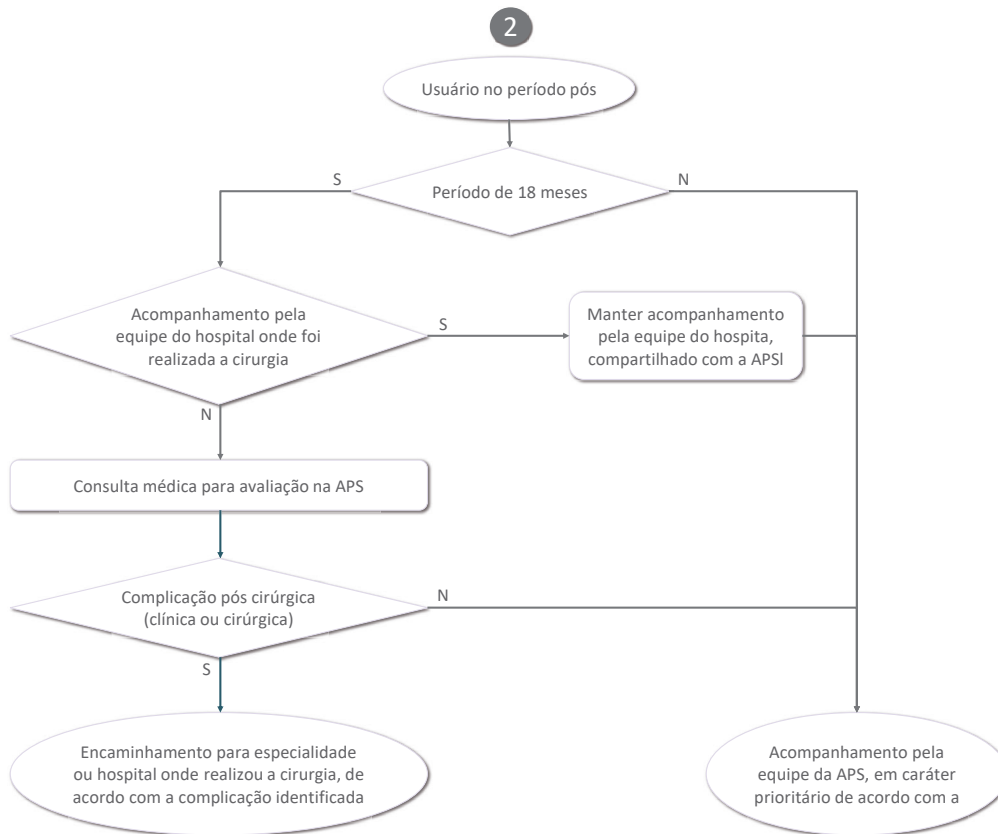 2
Usuário no período pós
S
Período de 18 meses
N
Acompanhamento pela
equipe do hospital onde foi
realizada a cirurgia
S
Manter acompanhamento
pela equipe do hospita,
compartilhado com a APSl
N
Consulta médica para avaliação na APS
Complicação pós cirúrgica
(clínica ou cirúrgica)
N
S
Encaminhamento para especialidade
ou hospital onde realizou a cirurgia, de
acordo com a complicação identificada
Acompanhamento pela
equipe da APS, em caráter
prioritário de acordo com a